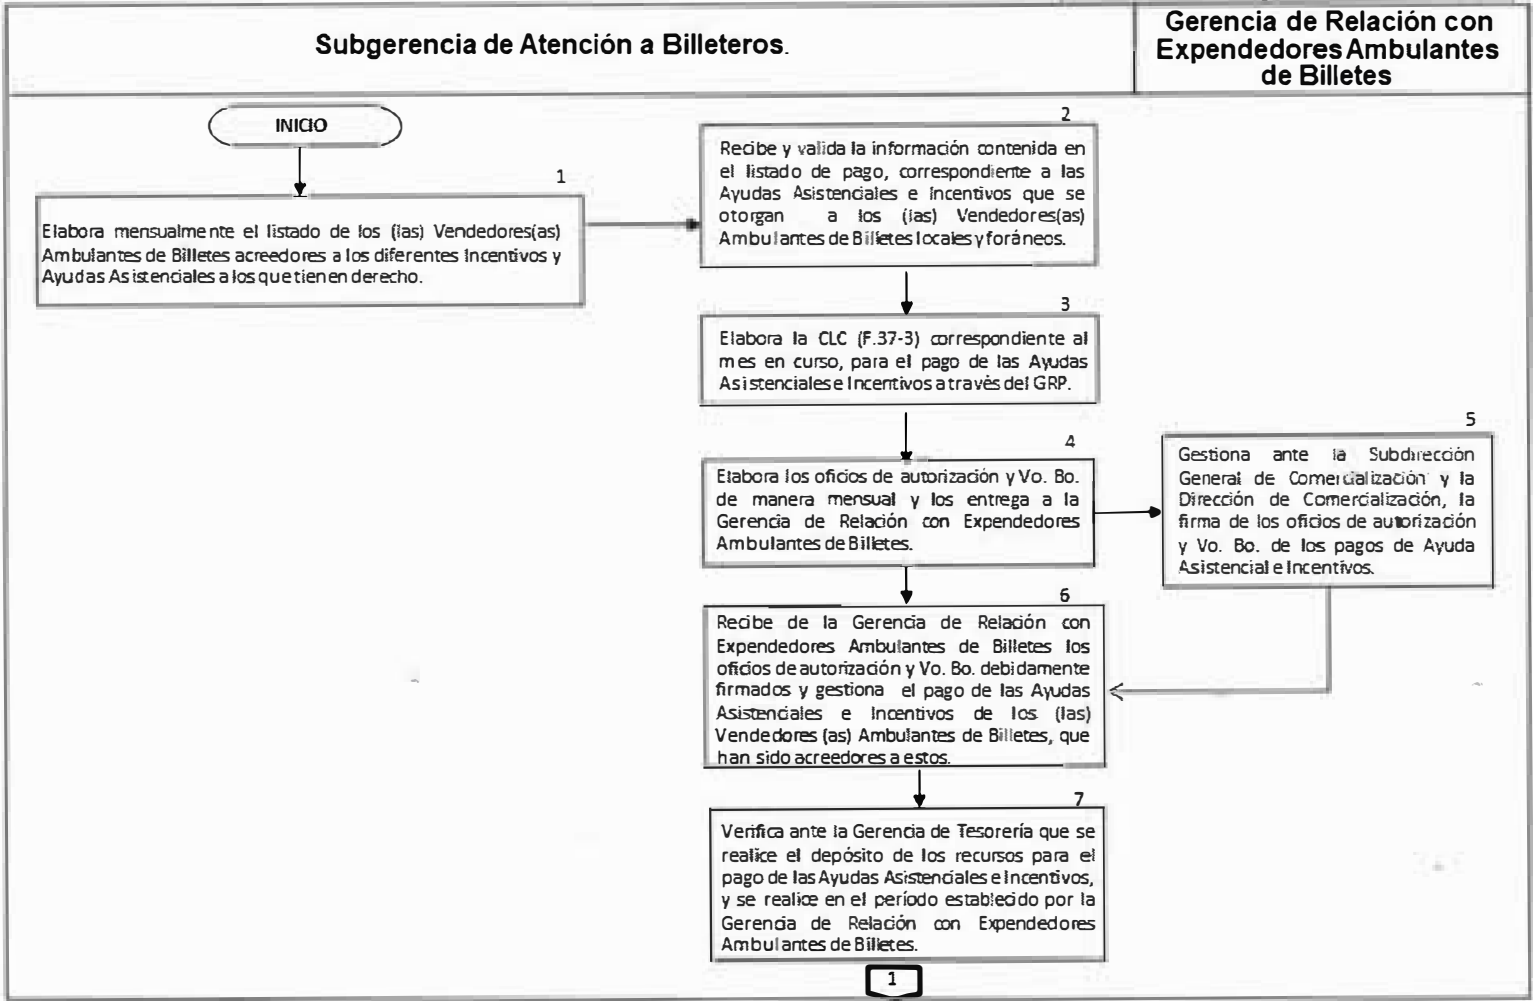 Subgerencia de Atención a Billeteros.
Gerencia de Relación con
Expendedores Ambulantes
de Billetes
INICIO
1
Elabora mensualmente el listado de los (las) Vendedores(as)
Ambulantes de Billetes acreedores a los diferentes Incentivos y
Ayudas Asistenciales a los que tienen derecho.
2
Recibe y valida la información contenida en
el listado de pago, correspondiente a las
Ayudas Asistenciales e Incentivos que se
otorgan a los (las) Vendedores(as)
Ambulantes de Billetes locales y foráneos.
3
Elabora la CLC (F.37-3) correspondiente al
mes en curso, para el pago de las Ayudas
Asistenciales e Incentivos a través del GRP.
4
Elabora los oficios de autorización y Vo. Bo.
de manera mensual y los entrega a la
Gerencia de Relación con Expendedores
Ambulantes de Billetes.
5
Gestiona ante la Subdirección
General de Comercialización y la
Dirección de Comercialización, la
firma de los oficios de autorización
y Vo. Bo. de los pagos de Ayuda
Asistencial e Incentivos.
6
Recibe de la Gerencia de Relación con
Expendedores Ambulantes de Billetes los
oficios de autorización y Vo. Bo. debidamente
firmados y gestiona el pago de las Ayudas
Asistenciales e Incentivos de los (las)
Vendedores (as) Ambulantes de Billetes, que
han sido acreedores a estos.
7
Verifica ante la Gerencia de Tesorería que se
realice el depósito de los recursos para el
pago de las Ayudas Asistenciales e Incentivos,
y se realice en el período establecido por la
Gerencia de Relación con Expendedores
Ambulantes de Billetes.
1